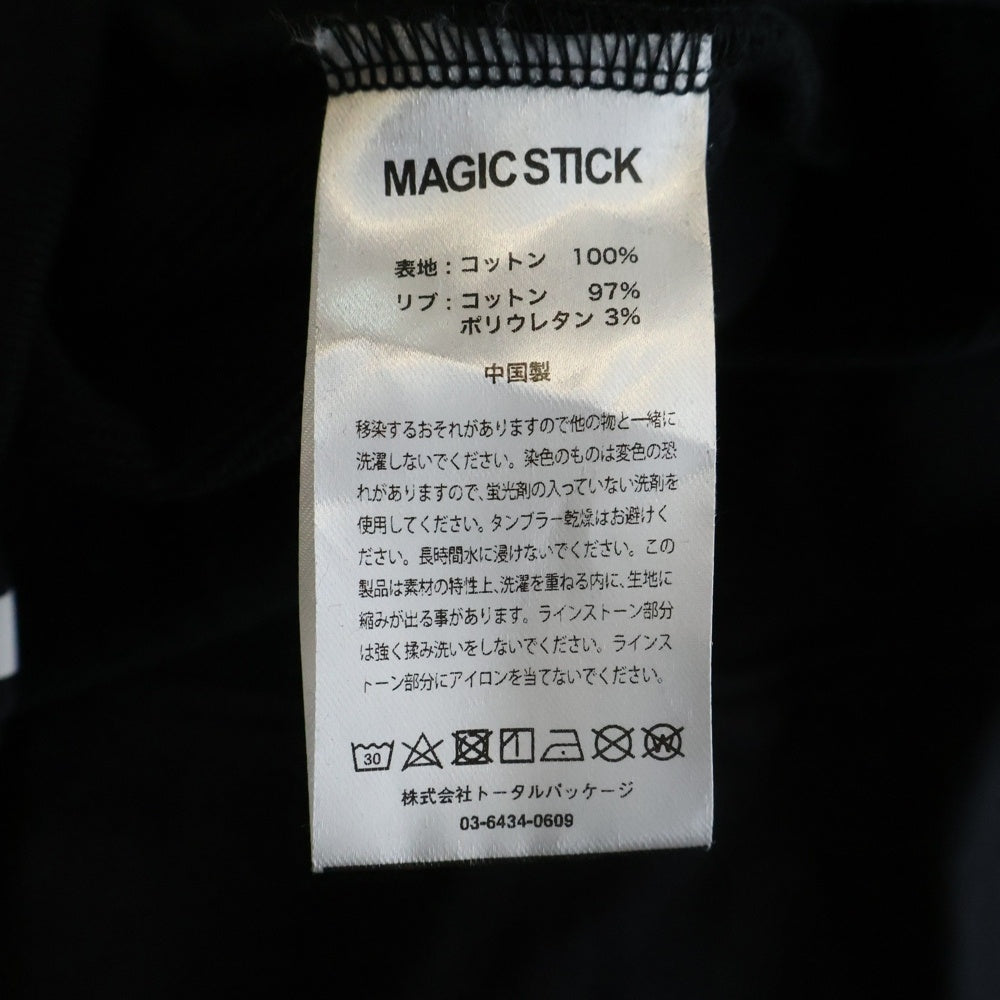 MAGIC STICK
表地：コットン 100%
リブ：コットン 97%
ポリウレタン 3%
中国製
移染するおそれがありますので他の物と一緒に
洗濯しないでください。染色のものは変色の恐
れがありますので、蛍光剤の入っていない洗剤を
使用してください。タンブラー乾燥はお避けく
ださい。長時間水に浸けないでください。この
製品は素材の特性上、洗濯を重ねる内に、生地に
縮みが出る事があります。ラインストーン部分
は強く揉み洗いをしないでください。ラインス
トーン部分にアイロンを当てないでください。
30
W
株式会社トータルパッケージ
03-6434-0609